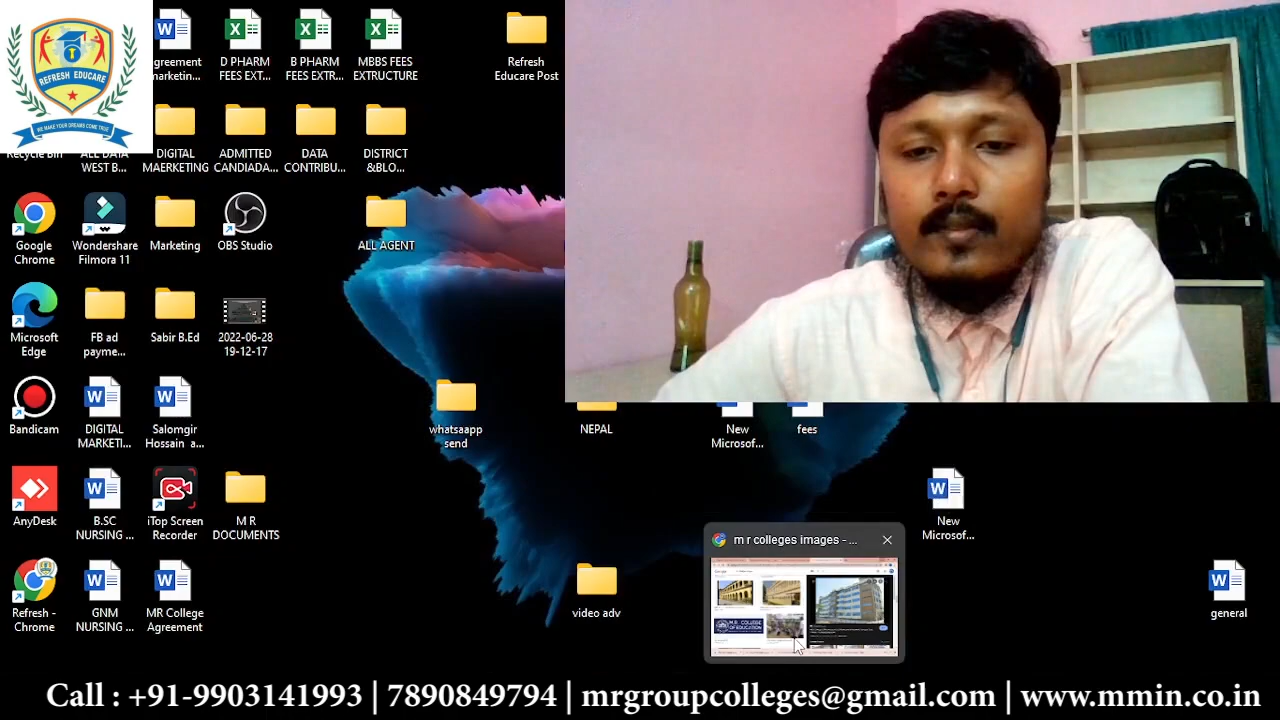 REFRESH EDUCARE
WE MAKE YOUR DREAMS COME TRUE
greement
narketin...
D PHARM
FEES EXT...
B PHARM
FEES EXTR...
MBBS FEES
EXTRUCTURE
Refresh
Educare Post
Recycle Bin
ALL DATA
WEST B...
DIGITAL
MAERKETING
ADMITTED
CANDIADA...
DATA
CONTRIBU...
DISTRICT
&BLO...
Google
Chrome
Wondershare
Filmora 11
Marketing
OBS Studio
ALL AGENT
Microsoft
Edge
FB ad
payme...
Sabir B.Ed
2022-06-28
19-12-17
Bandicam
DIGITAL
MARKETI...
Salomgir
Hossain a...
whatsaapp
send
NEPAL
New
Microsof...
fees
AnyDesk
B.SC
NURSING ...
iTop Screen
Recorder
M R
DOCUMENTS
New
Microsof...
m r colleges images - ...
M.R. COLLEGE
OF EDUCATION
Refresh -
Chrome
GNM
NURSING ...
MR College
Agreement
video adv
general
Call : +91-9903141993 | 7890849794 | mrgroupcolleges@gmail.com | www.mmin.co.in